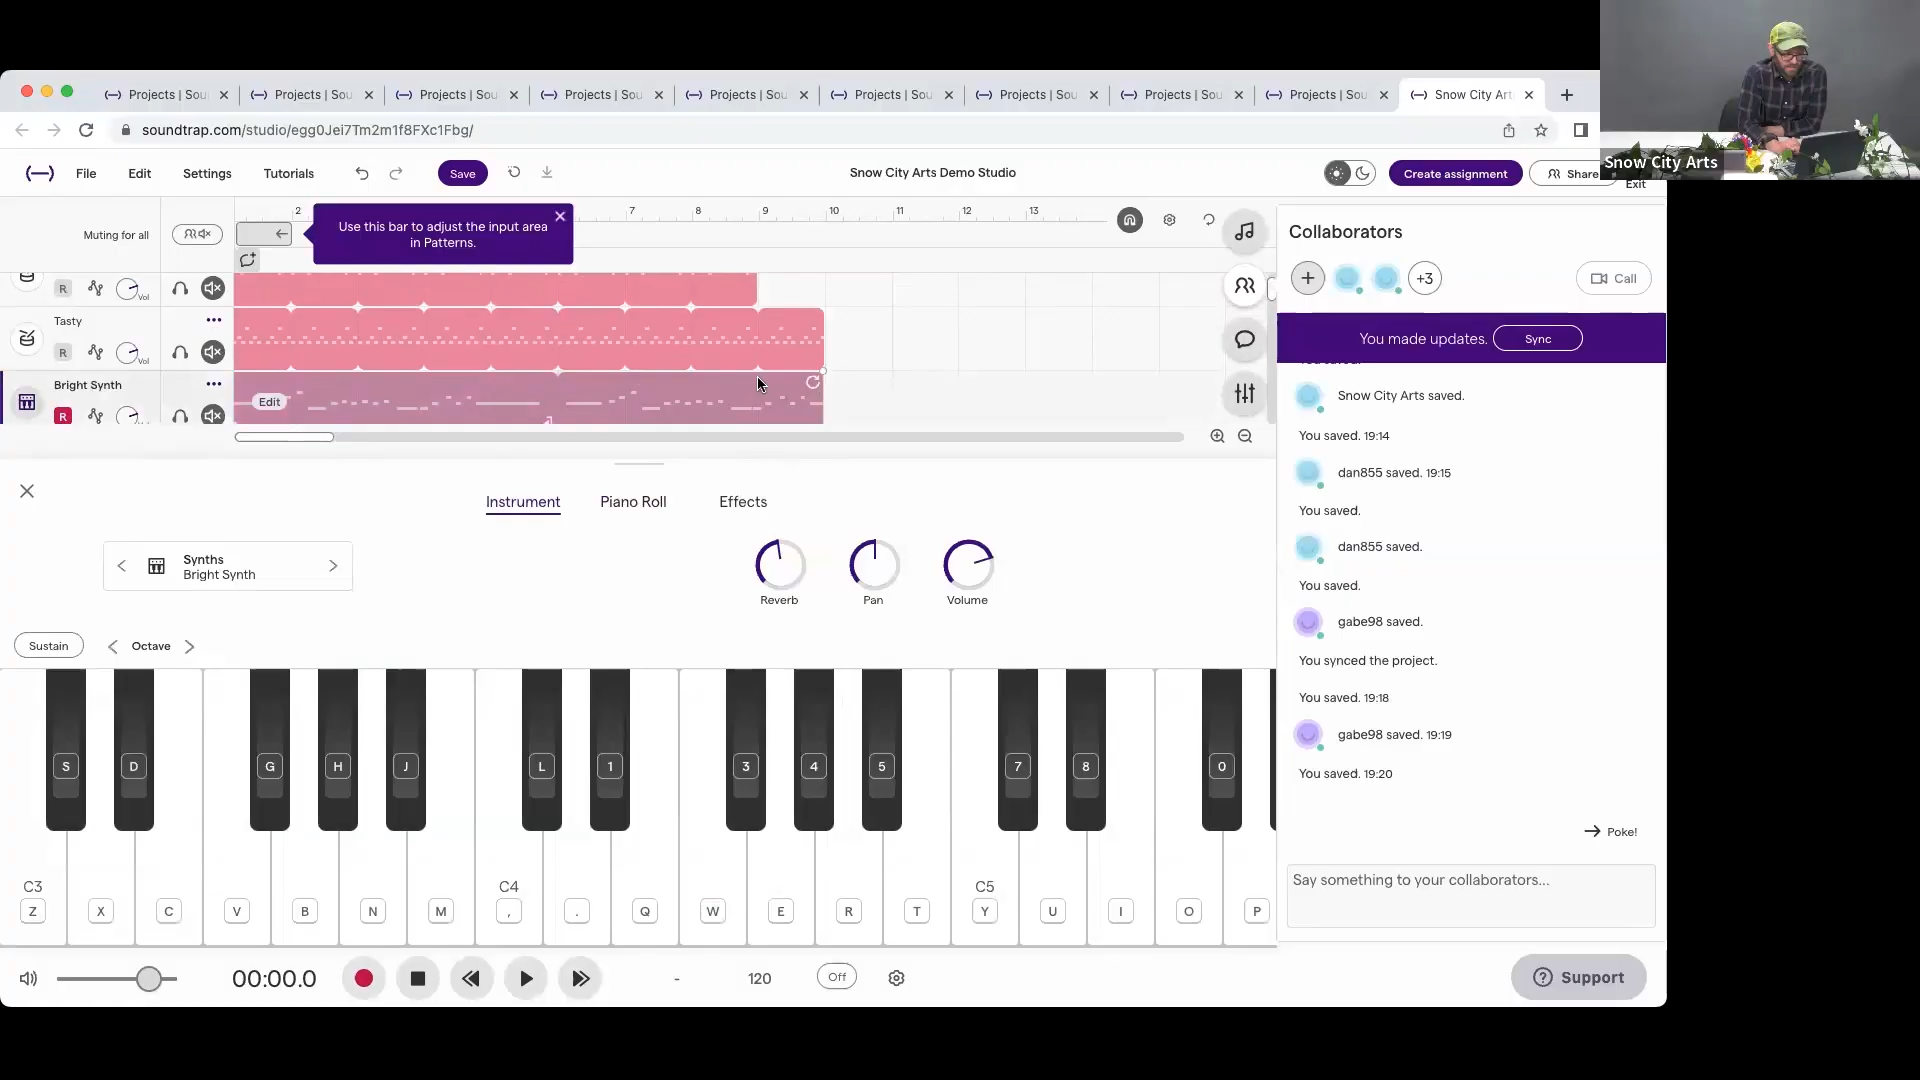 Projects | Sou
Projects | Sou
Projects | Sou
Projects | Sou
Projects | Sou
Projects | Sou
Projects | Sou
Projects | Sou
Projects | Sou
Snow City Art
soundtrap.com/studio/egg0Jei7Tm2m1f8FXc1Fbg/
Snow City Arts
File Edit Settings Tutorials Save Snow City Arts Demo Studio Create assignment Share Exit
2 7 8 9 10 11 12 13
Muting for all
Use this bar to adjust the input area
in Patterns.
R Vol
Tasty
R Vol
Bright Synth
R
Edit
Collaborators
+3 Call
You made updates. Sync
Snow City Arts saved.
You saved. 19:14
dan855 saved. 19:15
You saved.
dan855 saved.
You saved.
gabe98 saved.
You synced the project.
You saved. 19:18
gabe98 saved. 19:19
You saved. 19:20
Poke!
Say something to your collaborators...
Instrument Piano Roll Effects
Synths
Bright Synth
Reverb Pan Volume
Sustain Octave
S D G H J L 1 3 4 5 7 8 0
C3 C4 C5
Z X C V B N M , . Q W E R T Y U I O P
00:00.0 - 120 Off
Support